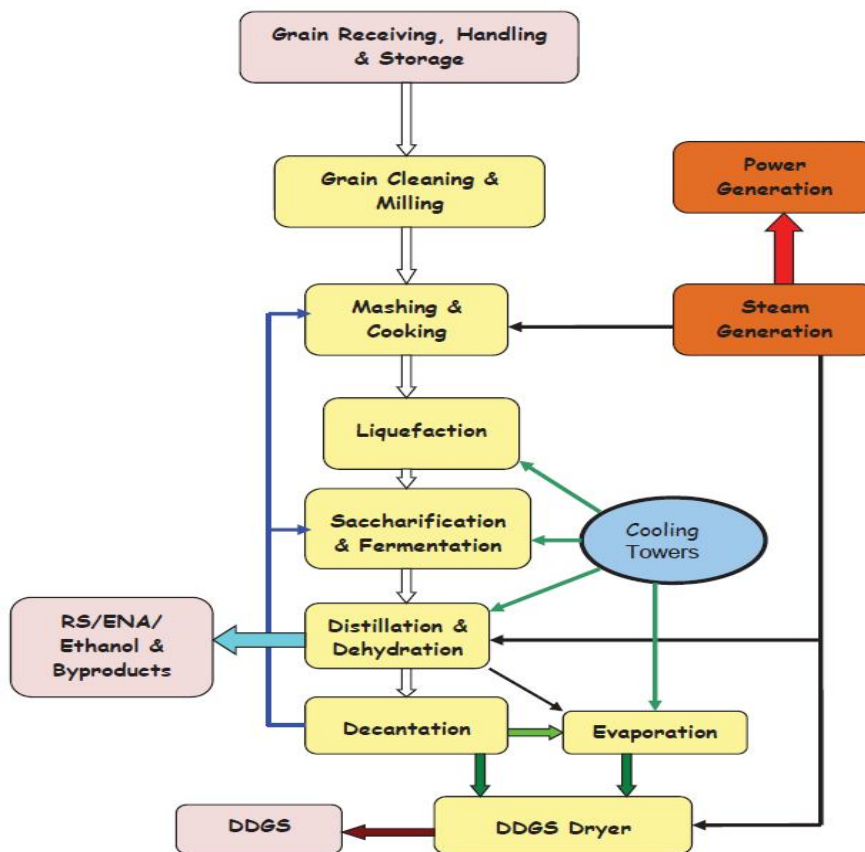 Grain Receiving, Handling
& Storage
Grain Cleaning &
Milling
Power
Generation
Mashing &
Cooking
Steam
Generation
Liquefaction
Saccharification
& Fermentation
Cooling
Towers
RS/ENA/
Ethanol &
Byproducts
Distillation &
Dehydration
Decantation
Evaporation
DDGS
DDGS Dryer